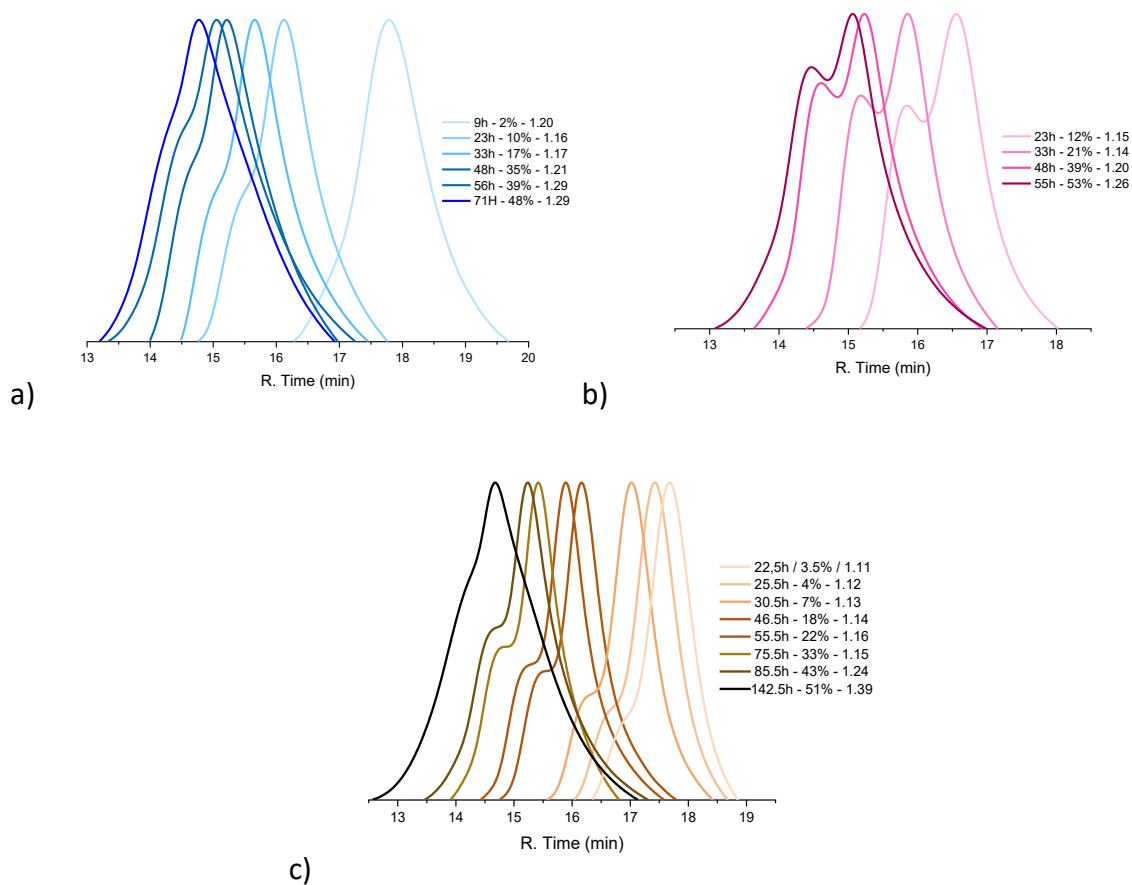 a)
9h - 2% - 1.20
23h - 10% - 1.16
33h - 17% - 1.17
48h - 35% - 1.21
56h - 39% - 1.29
71H - 48% - 1.29
13 14 15 16 17 18 19 20
R. Time (min)
b)
23h - 12% - 1.15
33h - 21% - 1.14
48h - 39% - 1.20
55h - 53% - 1.26
13 14 15 16 17 18
R. Time (min)
c)
22,5h / 3.5% / 1.11
25.5h - 4% - 1.12
30.5h - 7% - 1.13
46.5h - 18% - 1.14
55.5h - 22% - 1.16
75.5h - 33% - 1.15
85.5h - 43% - 1.24
142.5h - 51% - 1.39
13 14 15 16 17 18 19
R. Time (min)